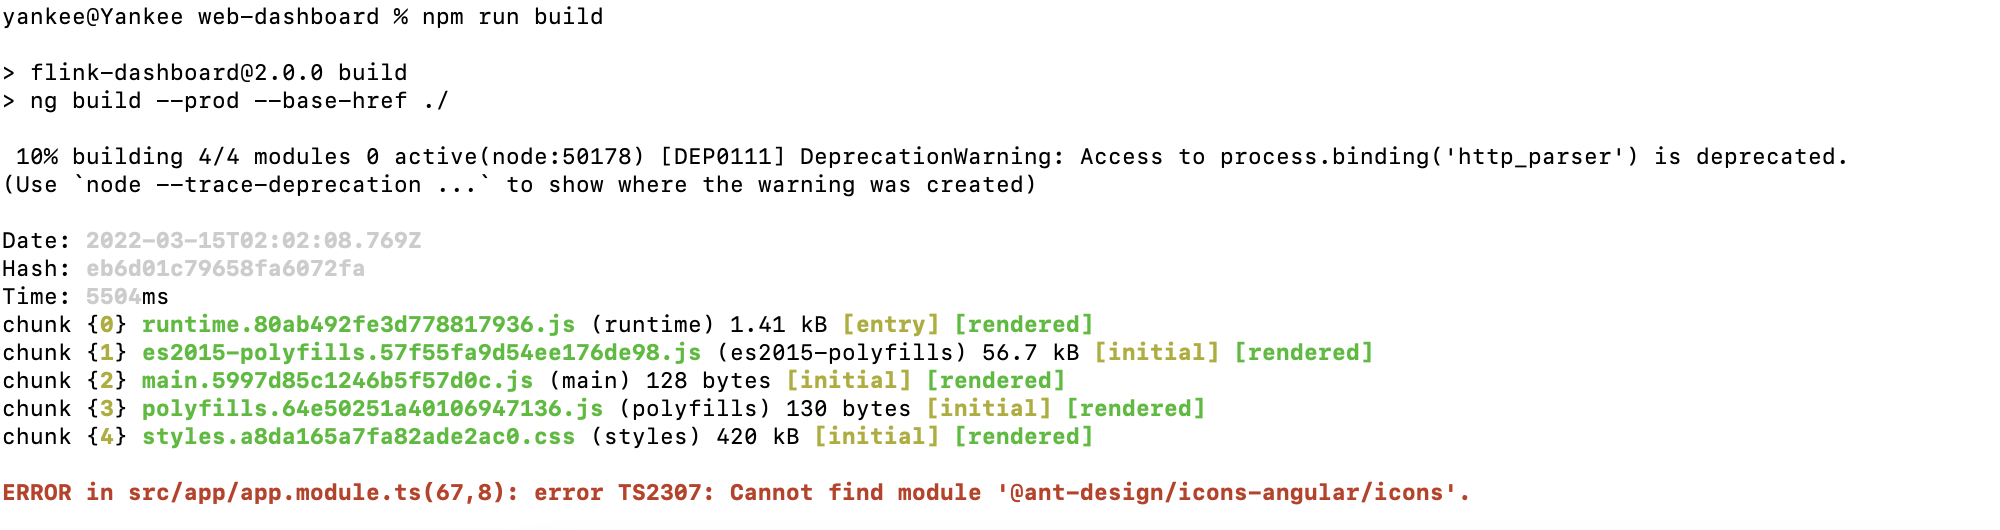 yankee@Yankee web-dashboard % npm run build
> flink-dashboard@2.0.0 build
> ng build --prod --base-href ./
10% building 4/4 modules 0 active(node:50178) [DEP0111] DeprecationWarning: Access to process.binding('http_parser') is deprecated.
(Use `node --trace-deprecation ...` to show where the warning was created)
Date: 2022-03-15T02:02:08.769Z
Hash: eb6d01c79658fa6072fa
Time: 5504ms
chunk {0} runtime.80ab492fe3d778817936.js (runtime) 1.41 kB [entry] [rendered]
chunk {1} es2015-polyfills.57f55fa9d54ee176de98.js (es2015-polyfills) 56.7 kB [initial] [rendered]
chunk {2} main.5997d85c1246b5f57d0c.js (main) 128 bytes [initial] [rendered]
chunk {3} polyfills.64e50251a40106947136.js (polyfills) 130 bytes [initial] [rendered]
chunk {4} styles.a8da165a7fa82ade2ac0.css (styles) 420 kB [initial] [rendered]
ERROR in src/app/app.module.ts(67,8): error TS2307: Cannot find module '@ant-design/icons-angular/icons'.